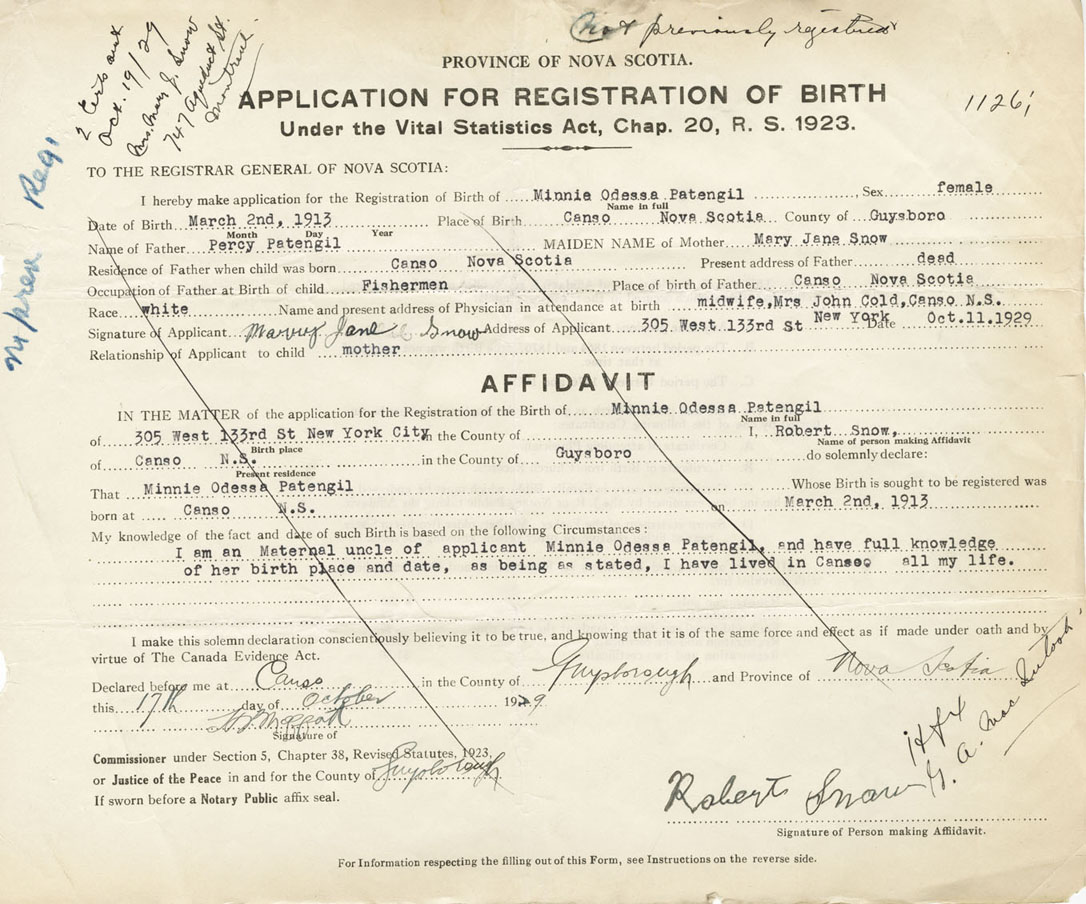 Not previously registered
2 Certs sent
Oct. 19/29
Mrs. Mary J. Snow
747 Aqueduct St.
Montreal
PROVINCE OF NOVA SCOTIA.
APPLICATION FOR REGISTRATION OF BIRTH
1126
Under the Vital Statistics Act, Chap. 20, R. S. 1923.
Regi
TO THE REGISTRAR GENERAL OF NOVA SCOTIA:
I hereby make application for the Registration of Birth of Minnie Odessa Patengil Sex female
Name in full
Date of Birth March 2nd, 1913 Place of Birth Canso Nova Scotia County of Guysboro
Month Day Year
Name of Father Percy Patengil MAIDEN NAME of Mother Mary Jane Snow
Residence of Father when child was born Canso Nova Scotia Present address of Father dead
Occupation of Father at Birth of child Fishermen Place of birth of Father Canso Nova Scotia
Race white Name and present address of Physician in attendance at birth midwife,Mrs John Cold,Canso N.S.
Signature of Applicant Jane Snow Address of Applicant 305 West 133rd St New York Date Oct.11.1929
Relationship of Applicant to child mother
AFFIDAVIT
IN THE MATTER of the application for the Registration of the Birth of Minnie Odessa Patengil
Name in full
of 305 West 133rd St New York City in the County of I, Robert Snow,
Birth place Name of person making Affidavit
of Canso N.S. in the County of Guysboro do solemnly declare:
Present residence
That Minnie Odessa Patengil Whose Birth is sought to be registered was
born at Canso N.S. on March 2nd, 1913
My knowledge of the fact and date of such Birth is based on the following Circumstances:
I am an Maternal uncle of applicant Minnie Odessa Patengil, and have full knowledge
of her birth place and date, as being as stated, I have lived in Canso all my life.
I make this solemn declaration conscientiously believing it to be true, and knowing that it is of the same force and effect as if made under oath and by
virtue of The Canada Evidence Act.
Declared before me at Canso in the County of Guysborough and Province of Nova Scotia
this 17th day of October 1929
Signature of
Commissioner under Section 5, Chapter 38, Revised Statutes, 1923,
or Justice of the Peace in and for the County of Guysborough
If sworn before a Notary Public affix seal.
Robert Snow
Signature of Person making Affidavit.
For Information respecting the filling out of this Form, see Instructions on the reverse side.